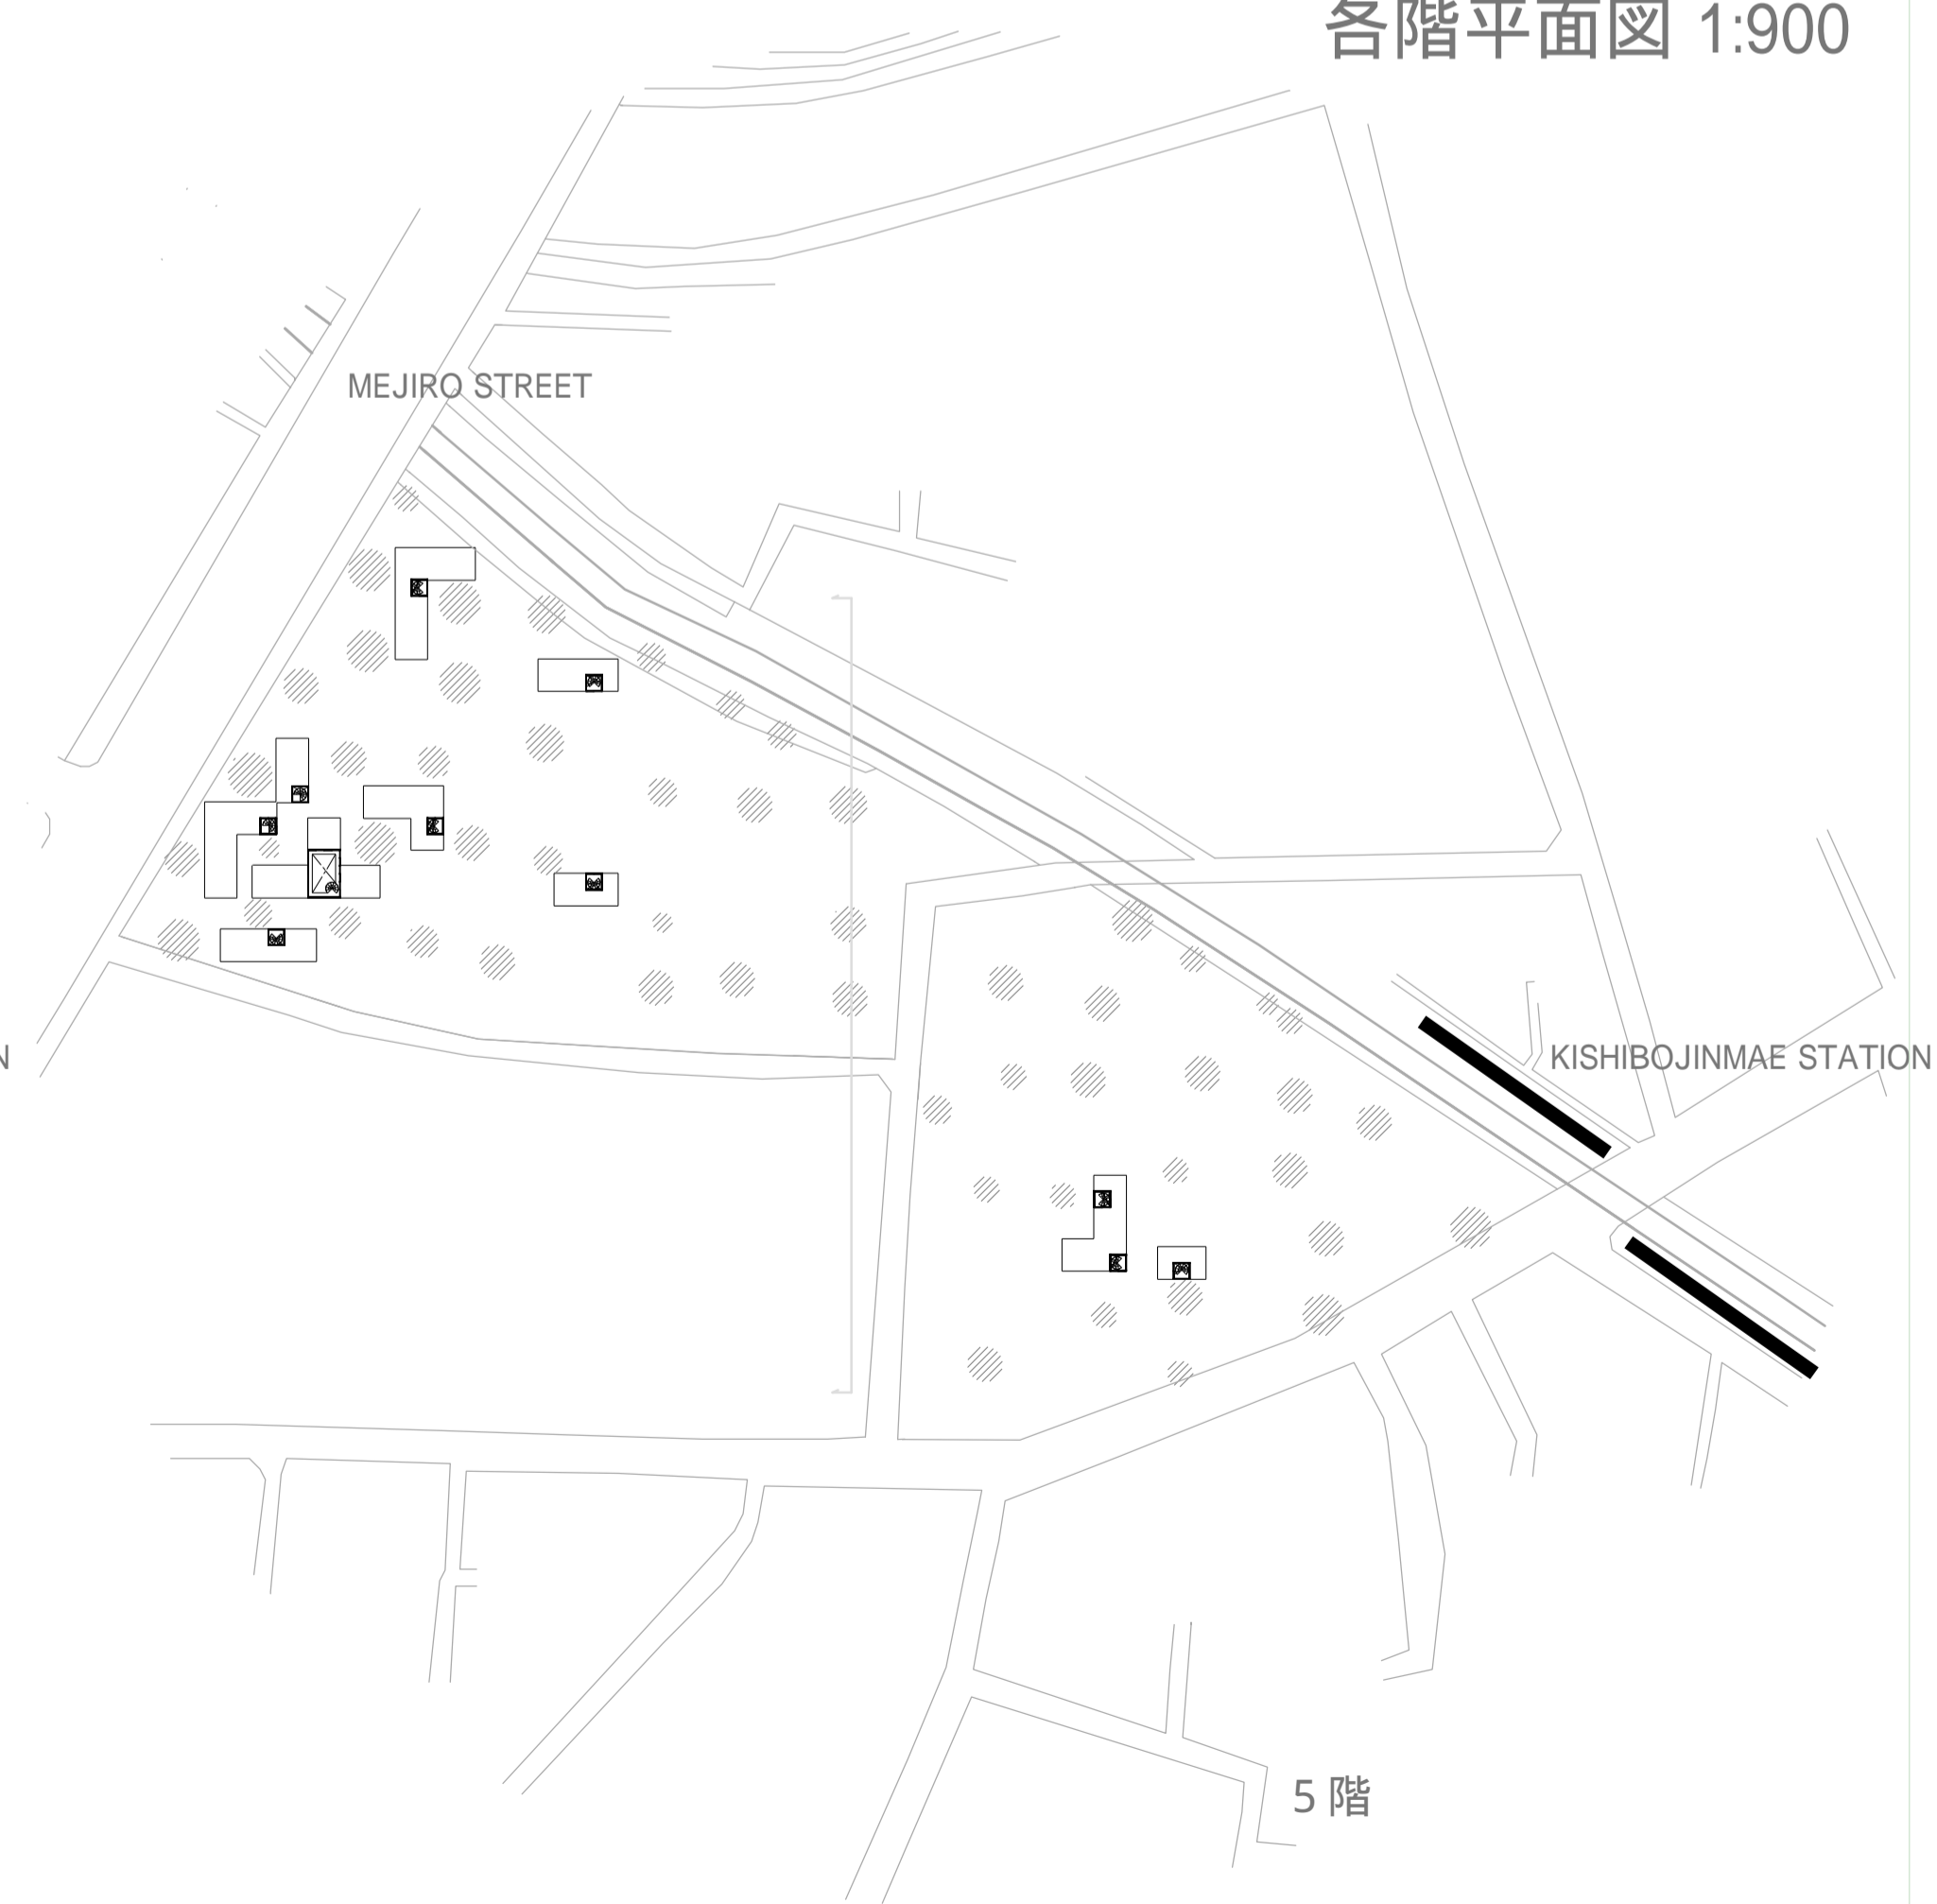 各階平面図 1:900
MEJIRO STREET
N
KISHIBOJINMAE STATION
5 階